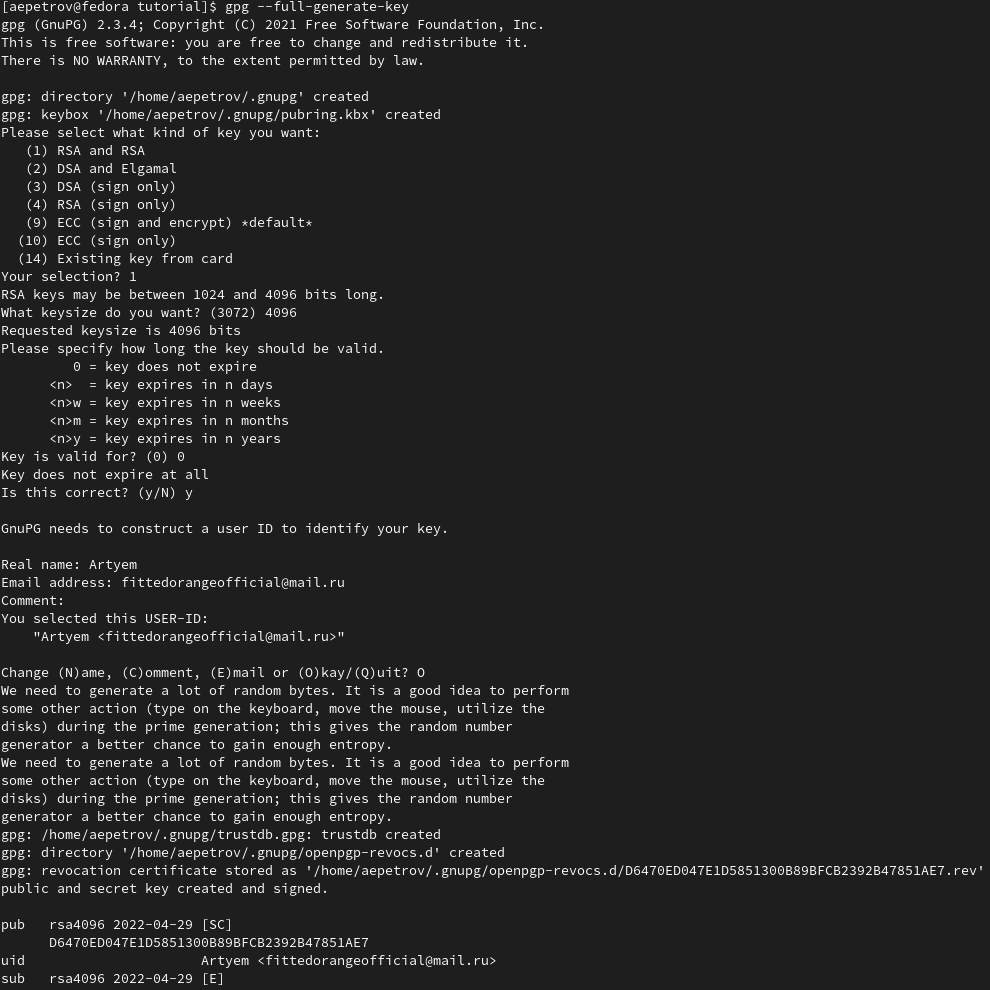 [aepetrov@fedora tutorial]$ gpg --full-generate-key
gpg (GnuPG) 2.3.4; Copyright (C) 2021 Free Software Foundation, Inc.
This is free software: you are free to change and redistribute it.
There is NO WARRANTY, to the extent permitted by law.

gpg: directory '/home/aepetrov/.gnupg' created
gpg: keybox '/home/aepetrov/.gnupg/pubring.kbx' created
Please select what kind of key you want:
   (1) RSA and RSA
   (2) DSA and Elgamal
   (3) DSA (sign only)
   (4) RSA (sign only)
   (9) ECC (sign and encrypt) *default*
  (10) ECC (sign only)
  (14) Existing key from card
Your selection? 1
RSA keys may be between 1024 and 4096 bits long.
What keysize do you want? (3072) 4096
Requested keysize is 4096 bits
Please specify how long the key should be valid.
         0 = key does not expire
      <n>  = key expires in n days
      <n>w = key expires in n weeks
      <n>m = key expires in n months
      <n>y = key expires in n years
Key is valid for? (0) 0
Key does not expire at all
Is this correct? (y/N) y

GnuPG needs to construct a user ID to identify your key.

Real name: Artyem
Email address: fittedorangeofficial@mail.ru
Comment:
You selected this USER-ID:
    "Artyem <fittedorangeofficial@mail.ru>"

Change (N)ame, (C)omment, (E)mail or (O)kay/(Q)uit? O
We need to generate a lot of random bytes. It is a good idea to perform
some other action (type on the keyboard, move the mouse, utilize the
disks) during the prime generation; this gives the random number
generator a better chance to gain enough entropy.
We need to generate a lot of random bytes. It is a good idea to perform
some other action (type on the keyboard, move the mouse, utilize the
disks) during the prime generation; this gives the random number
generator a better chance to gain enough entropy.
gpg: /home/aepetrov/.gnupg/trustdb.gpg: trustdb created
gpg: directory '/home/aepetrov/.gnupg/openpgp-revocs.d' created
gpg: revocation certificate stored as '/home/aepetrov/.gnupg/openpgp-revocs.d/D6470ED047E1D5851300B89BFCB2392B47851AE7.rev'
public and secret key created and signed.

pub   rsa4096 2022-04-29 [SC]
      D6470ED047E1D5851300B89BFCB2392B47851AE7
uid                      Artyem <fittedorangeofficial@mail.ru>
sub   rsa4096 2022-04-29 [E]